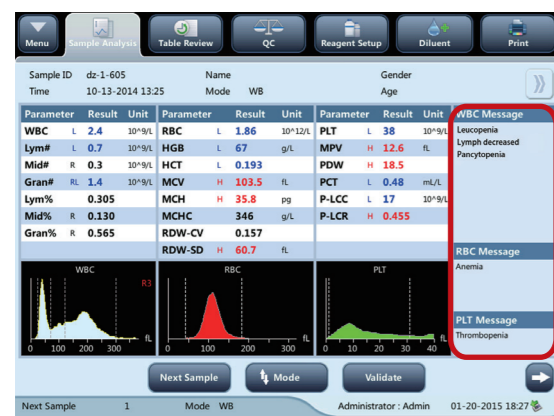 Menu
Sample Analysis
Table Review
QC
Reagent Setup
Diluent
Print
Sample ID dz-1-605 Name Gender
Time 10-13-2014 13:25 Mode WB Age
Parameter Result Unit Parameter Result Unit Parameter Result Unit WBC Message
WBC L 2.4 10^9/L RBC L 1.86 10^12/L PLT L 38 10^9/L Leucopenia
Lym# L 0.7 10^9/L HGB L 67 g/L MPV H 12.6 fL Lymph decreased
Mid# R 0.3 10^9/L HCT L 0.193 PDW H 18.5 Pancytopenia
Gran# RL 1.4 10^9/L MCV H 103.5 fL PCT L 0.48 mL/L
Lym% 0.305 MCH H 35.8 pg P-LCC L 17 10^9/L
Mid% R 0.130 MCHC 346 g/L P-LCR H 0.455
Gran% R 0.565 RDW-CV 0.157
RDW-SD H 60.7 fL RBC Message
Anemia
WBC RBC PLT
R3
PLT Message
Thrombopenia
0 100 200 300 fL 0 100 200 300 fL 0 10 20 30 40 fL
Next Sample Mode Validate
Next Sample 1 Mode WB Administrator : Admin 01-20-2015 18:27